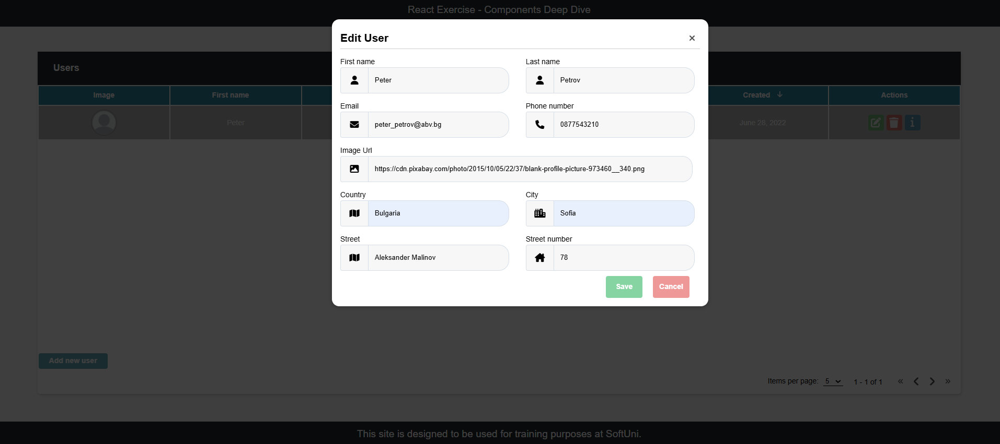 React Exercise - Components Deep Dive
Users
Image First name Created Actions
Peter June 28, 2022
Edit User
First name Last name
Peter Petrov
Email Phone number
peter_petrov@abv.bg 0877543210
Image Url
https://cdn.pixabay.com/photo/2015/10/05/22/37/blank-profile-picture-973460__340.png
Country City
Bulgaria Sofia
Street Street number
Aleksander Malinov 78
Save Cancel
Add new user
Items per page: 5 1 - 1 of 1
This site is designed to be used for training purposes at SoftUni.